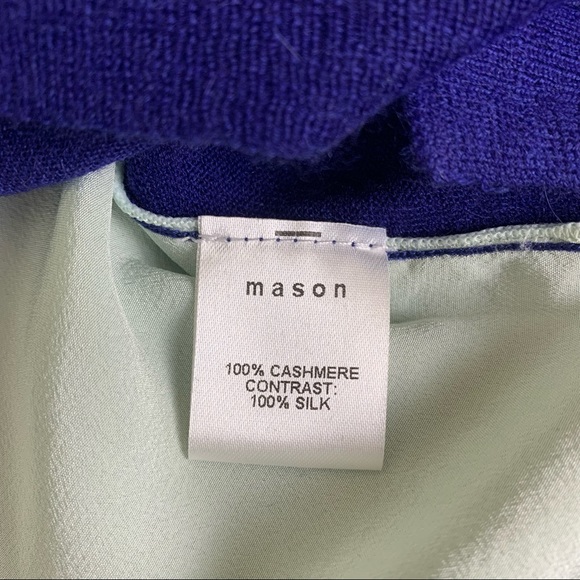 mason
100% CASHMERE
CONTRAST:
100% SILK